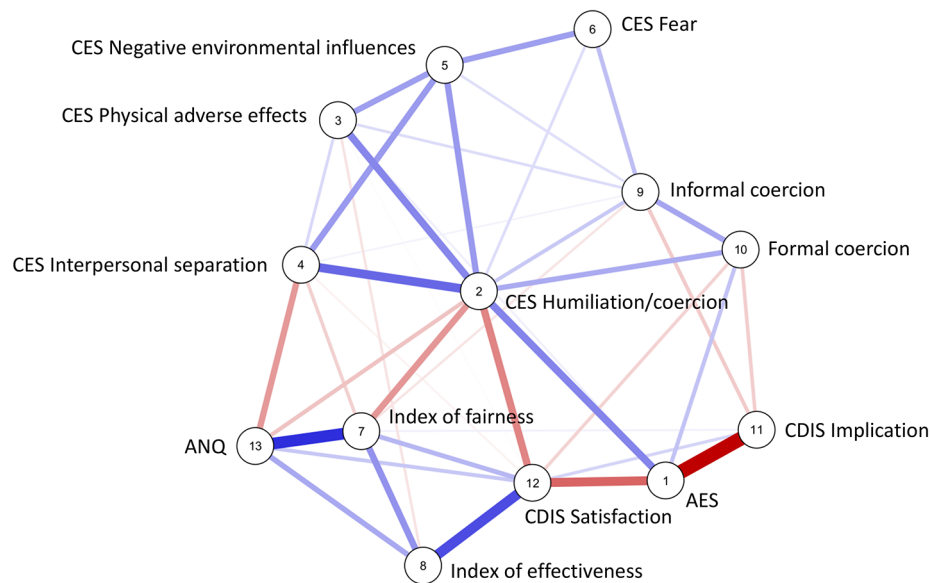 6 CES Fear
CES Negative environmental influences 5
CES Physical adverse effects 3
9 Informal coercion
10 Formal coercion
CES Interpersonal separation 4
2 CES Humiliation/coercion
Index of fairness
7
ANQ 13
11 CDIS Implication
12
CDIS Satisfaction
1
AES
8 Index of effectiveness